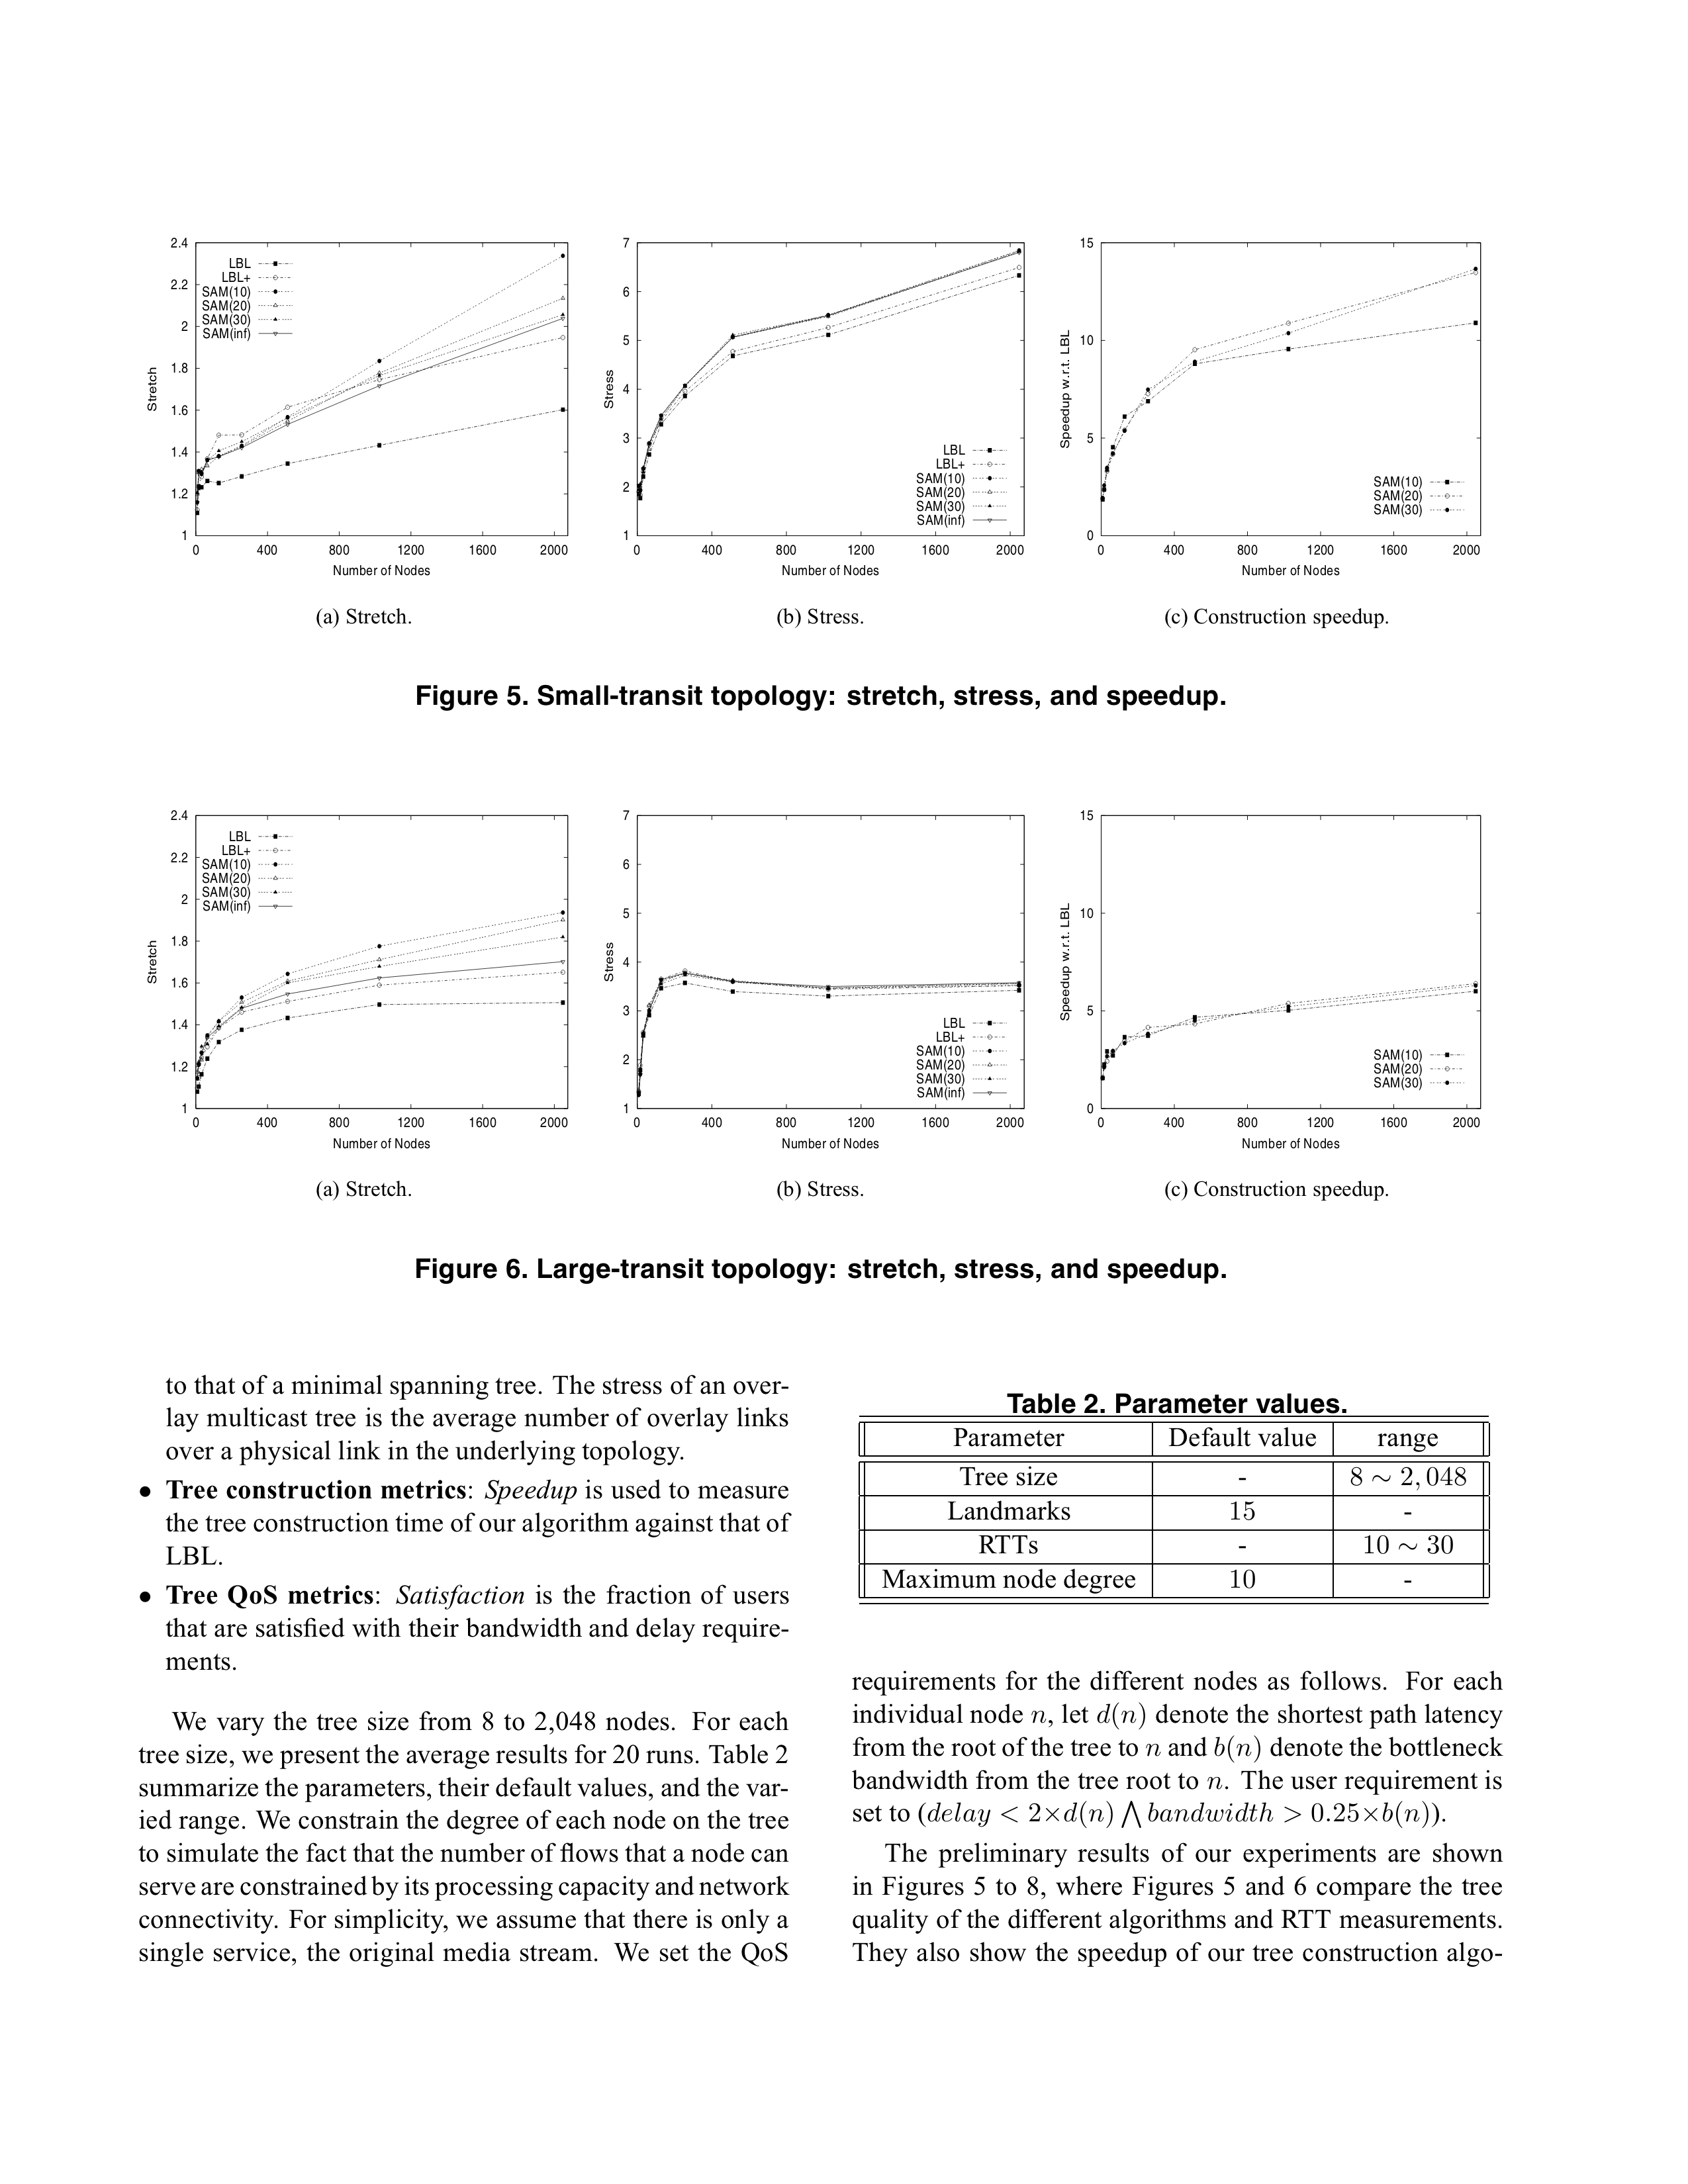 2.4
2.2
2
1.8
1.6
1.4
1.2
1
0 400 800 1200 1600 2000
Stretch
Number of Nodes
LBL
LBL+
SAM(10)
SAM(20)
SAM(30)
SAM(inf)
(a) Stretch.
7
6
5
4
3
2
1
0 400 800 1200 1600 2000
Stress
Number of Nodes
LBL
LBL+
SAM(10)
SAM(20)
SAM(30)
SAM(inf)
(b) Stress.
15
10
5
0
0 400 800 1200 1600 2000
Speedup w.r.t. LBL
Number of Nodes
SAM(10)
SAM(20)
SAM(30)
(c) Construction speedup.
Figure 5. Small-transit topology: stretch, stress, and speedup.
2.4
2.2
2
1.8
1.6
1.4
1.2
1
0 400 800 1200 1600 2000
Stretch
Number of Nodes
LBL
LBL+
SAM(10)
SAM(20)
SAM(30)
SAM(inf)
(a) Stretch.
7
6
5
4
3
2
1
0 400 800 1200 1600 2000
Stress
Number of Nodes
LBL
LBL+
SAM(10)
SAM(20)
SAM(30)
SAM(inf)
(b) Stress.
15
10
5
0
0 400 800 1200 1600 2000
Speedup w.r.t. LBL
Number of Nodes
SAM(10)
SAM(20)
SAM(30)
(c) Construction speedup.
Figure 6. Large-transit topology: stretch, stress, and speedup.
to that of a minimal spanning tree. The stress of an over-
lay multicast tree is the average number of overlay links
over a physical link in the underlying topology.
• Tree construction metrics: Speedup is used to measure
the tree construction time of our algorithm against that of
LBL.
• Tree QoS metrics: Satisfaction is the fraction of users
that are satisfied with their bandwidth and delay require-
ments.
We vary the tree size from 8 to 2,048 nodes. For each
tree size, we present the average results for 20 runs. Table 2
summarize the parameters, their default values, and the var-
ied range. We constrain the degree of each node on the tree
to simulate the fact that the number of flows that a node can
serve are constrained by its processing capacity and network
connectivity. For simplicity, we assume that there is only a
single service, the original media stream. We set the QoS
Table 2. Parameter values.
Parameter Default value range
Tree size - 8 ∼ 2, 048
Landmarks 15 -
RTTs - 10 ∼ 30
Maximum node degree 10 -
requirements for the different nodes as follows. For each
individual node n, let d(n) denote the shortest path latency
from the root of the tree to n and b(n) denote the bottleneck
bandwidth from the tree root to n. The user requirement is
set to (delay < 2×d(n) ⋀ bandwidth > 0.25×b(n)).
The preliminary results of our experiments are shown
in Figures 5 to 8, where Figures 5 and 6 compare the tree
quality of the different algorithms and RTT measurements.
They also show the speedup of our tree construction algo-